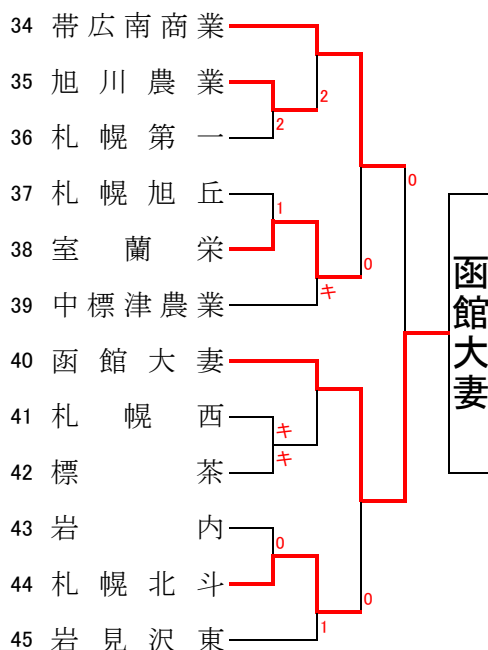 34 帯広南商業
35 旭川農業
2
36 札幌第一
2
37 札幌旭丘
1
0
38 室蘭栄
0
39 中標津農業
キ
函館大妻
40 函館大妻
41 札幌西
キ
キ
42 標茶
43 岩内
0
44 札幌北斗
0
1
45 岩見沢東